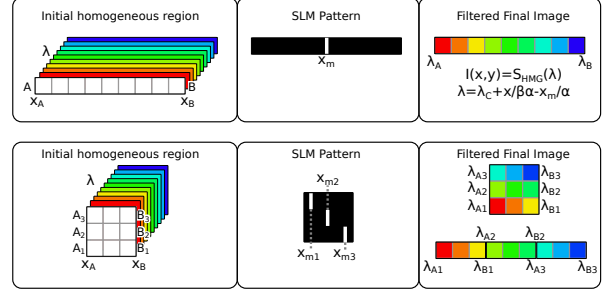 Initial homogeneous region
λ
A
B
x_A
x_B
SLM Pattern
x_m
Filtered Final Image
λ_A
λ_B
I(x,y)=S_HMG(λ)
λ=λ_C+x/βα-x_m/α
Initial homogeneous region
λ
A_3
A_2
A_1
B_3
B_2
B_1
x_A
x_B
SLM Pattern
x_m2
x_m1
x_m3
Filtered Final Image
λ_A3
λ_B3
λ_A2
λ_B2
λ_A1
λ_B1
λ_A2
λ_B2
λ_A1
λ_B1
λ_A3
λ_B3